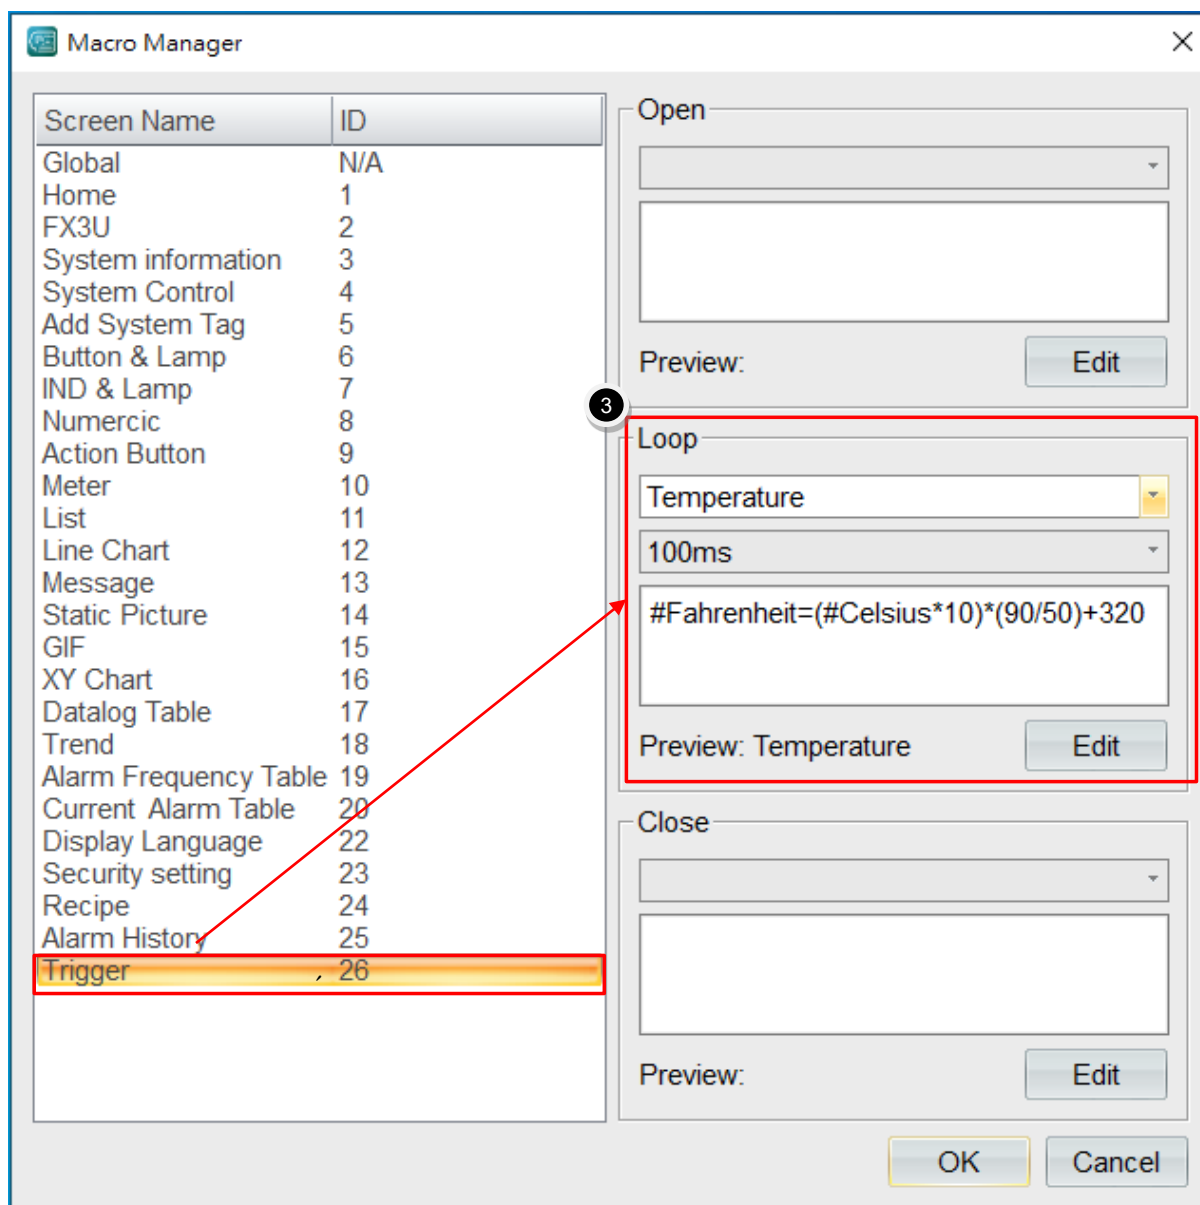 Macro Manager
Screen Name ID
Global N/A
Home 1
FX3U 2
System information 3
System Control 4
Add System Tag 5
Button & Lamp 6
IND & Lamp 7
Numercic 8
Action Button 9
Meter 10
List 11
Line Chart 12
Message 13
Static Picture 14
GIF 15
XY Chart 16
Datalog Table 17
Trend 18
Alarm Frequency Table 19
Current Alarm Table 20
Display Language 22
Security setting 23
Recipe 24
Alarm History 25
Trigger , 26
Open
Preview:
Edit
3
Loop
Temperature
100ms
#Fahrenheit=(#Celsius*10)*(90/50)+320
Preview: Temperature
Edit
Close
Preview:
Edit
OK
Cancel